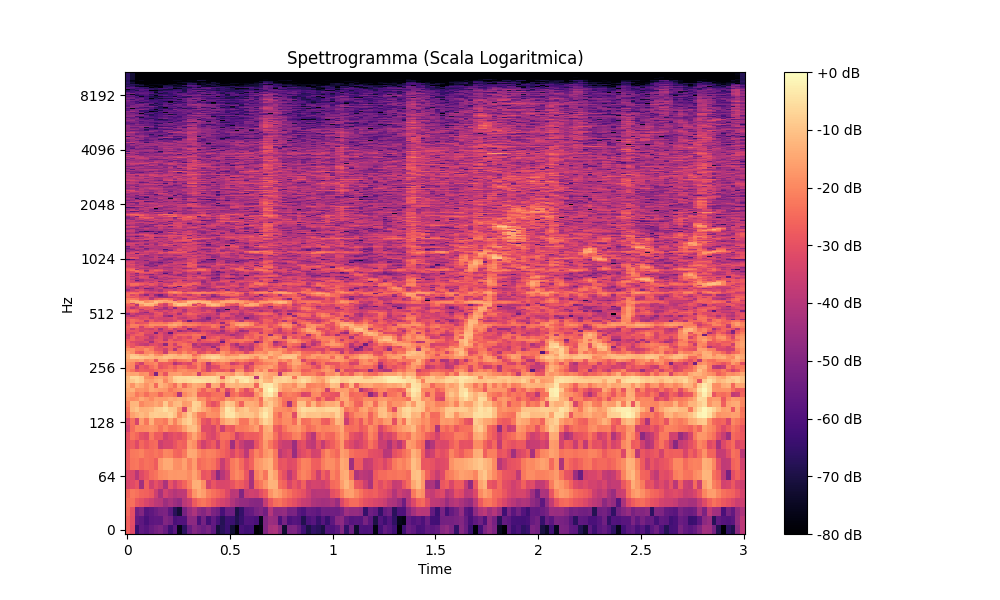 Spettrogramma (Scala Logaritmica)
8192
4096
2048
1024
512
256
128
64
0
Hz
0
0.5
1
1.5
2
2.5
3
Time
+0 dB
-10 dB
-20 dB
-30 dB
-40 dB
-50 dB
-60 dB
-70 dB
-80 dB